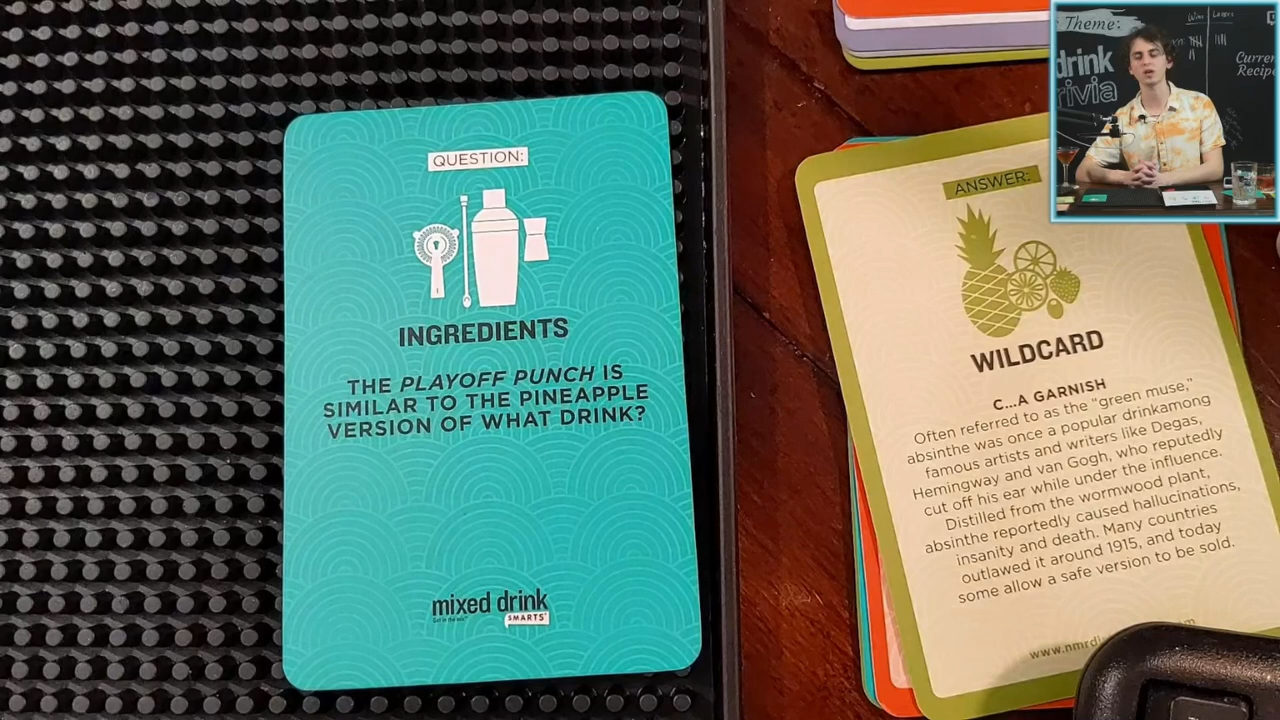 QUESTION:
INGREDIENTS
THE PLAYOFF PUNCH IS
SIMILAR TO THE PINEAPPLE
VERSION OF WHAT DRINK?
mixed drink
SMARTS
ANSWER:
WILDCARD
C...A GARNISH
Often referred to as the “green muse,”
absinthe was once a popular drinkamong
famous artists and writers like Degas,
Hemingway and van Gogh, who reputedly
cut off his ear while under the influence.
Distilled from the wormwood plant,
absinthe reportedly caused hallucinations,
insanity and death. Many countries
outlawed it around 1915, and today
some allow a safe version to be sold.
Theme:
drink
Wins Losses
Recipe